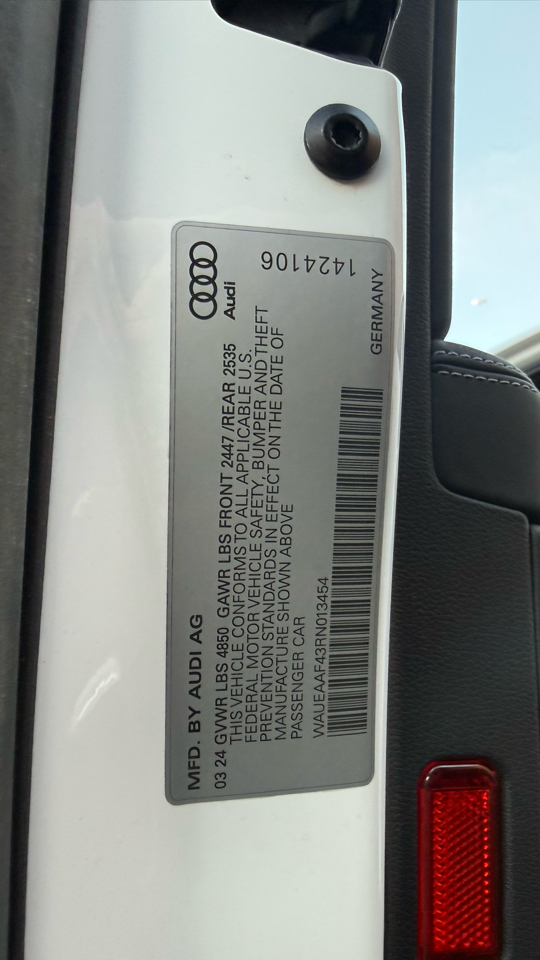 MFD. BY AUDI AG
Audi
03 24 GVWR LBS 4850 GAWR LBS FRONT 2447 /REAR 2535
THIS VEHICLE CONFORMS TO ALL APPLICABLE U.S.
FEDERAL MOTOR VEHICLE SAFETY, BUMPER AND THEFT
PREVENTION STANDARDS IN EFFECT ON THE DATE OF
MANUFACTURE SHOWN ABOVE
PASSENGER CAR
WAUEAAF43RN013454
GERMANY
1424106